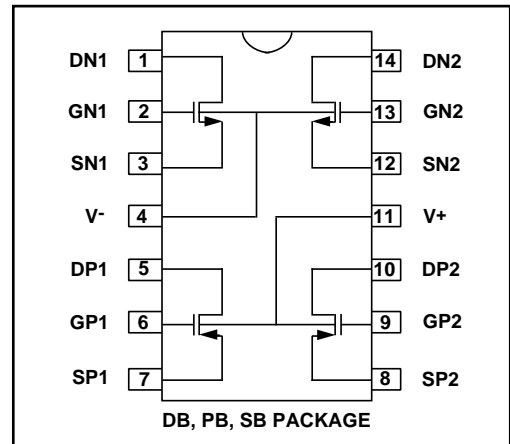 DN1 1 14 DN2
GN1 2 13 GN2
SN1 3 12 SN2
V- 4 11 V+
DP1 5 10 DP2
GP1 6 9 GP2
SP1 7 8 SP2
DB, PB, SB PACKAGE